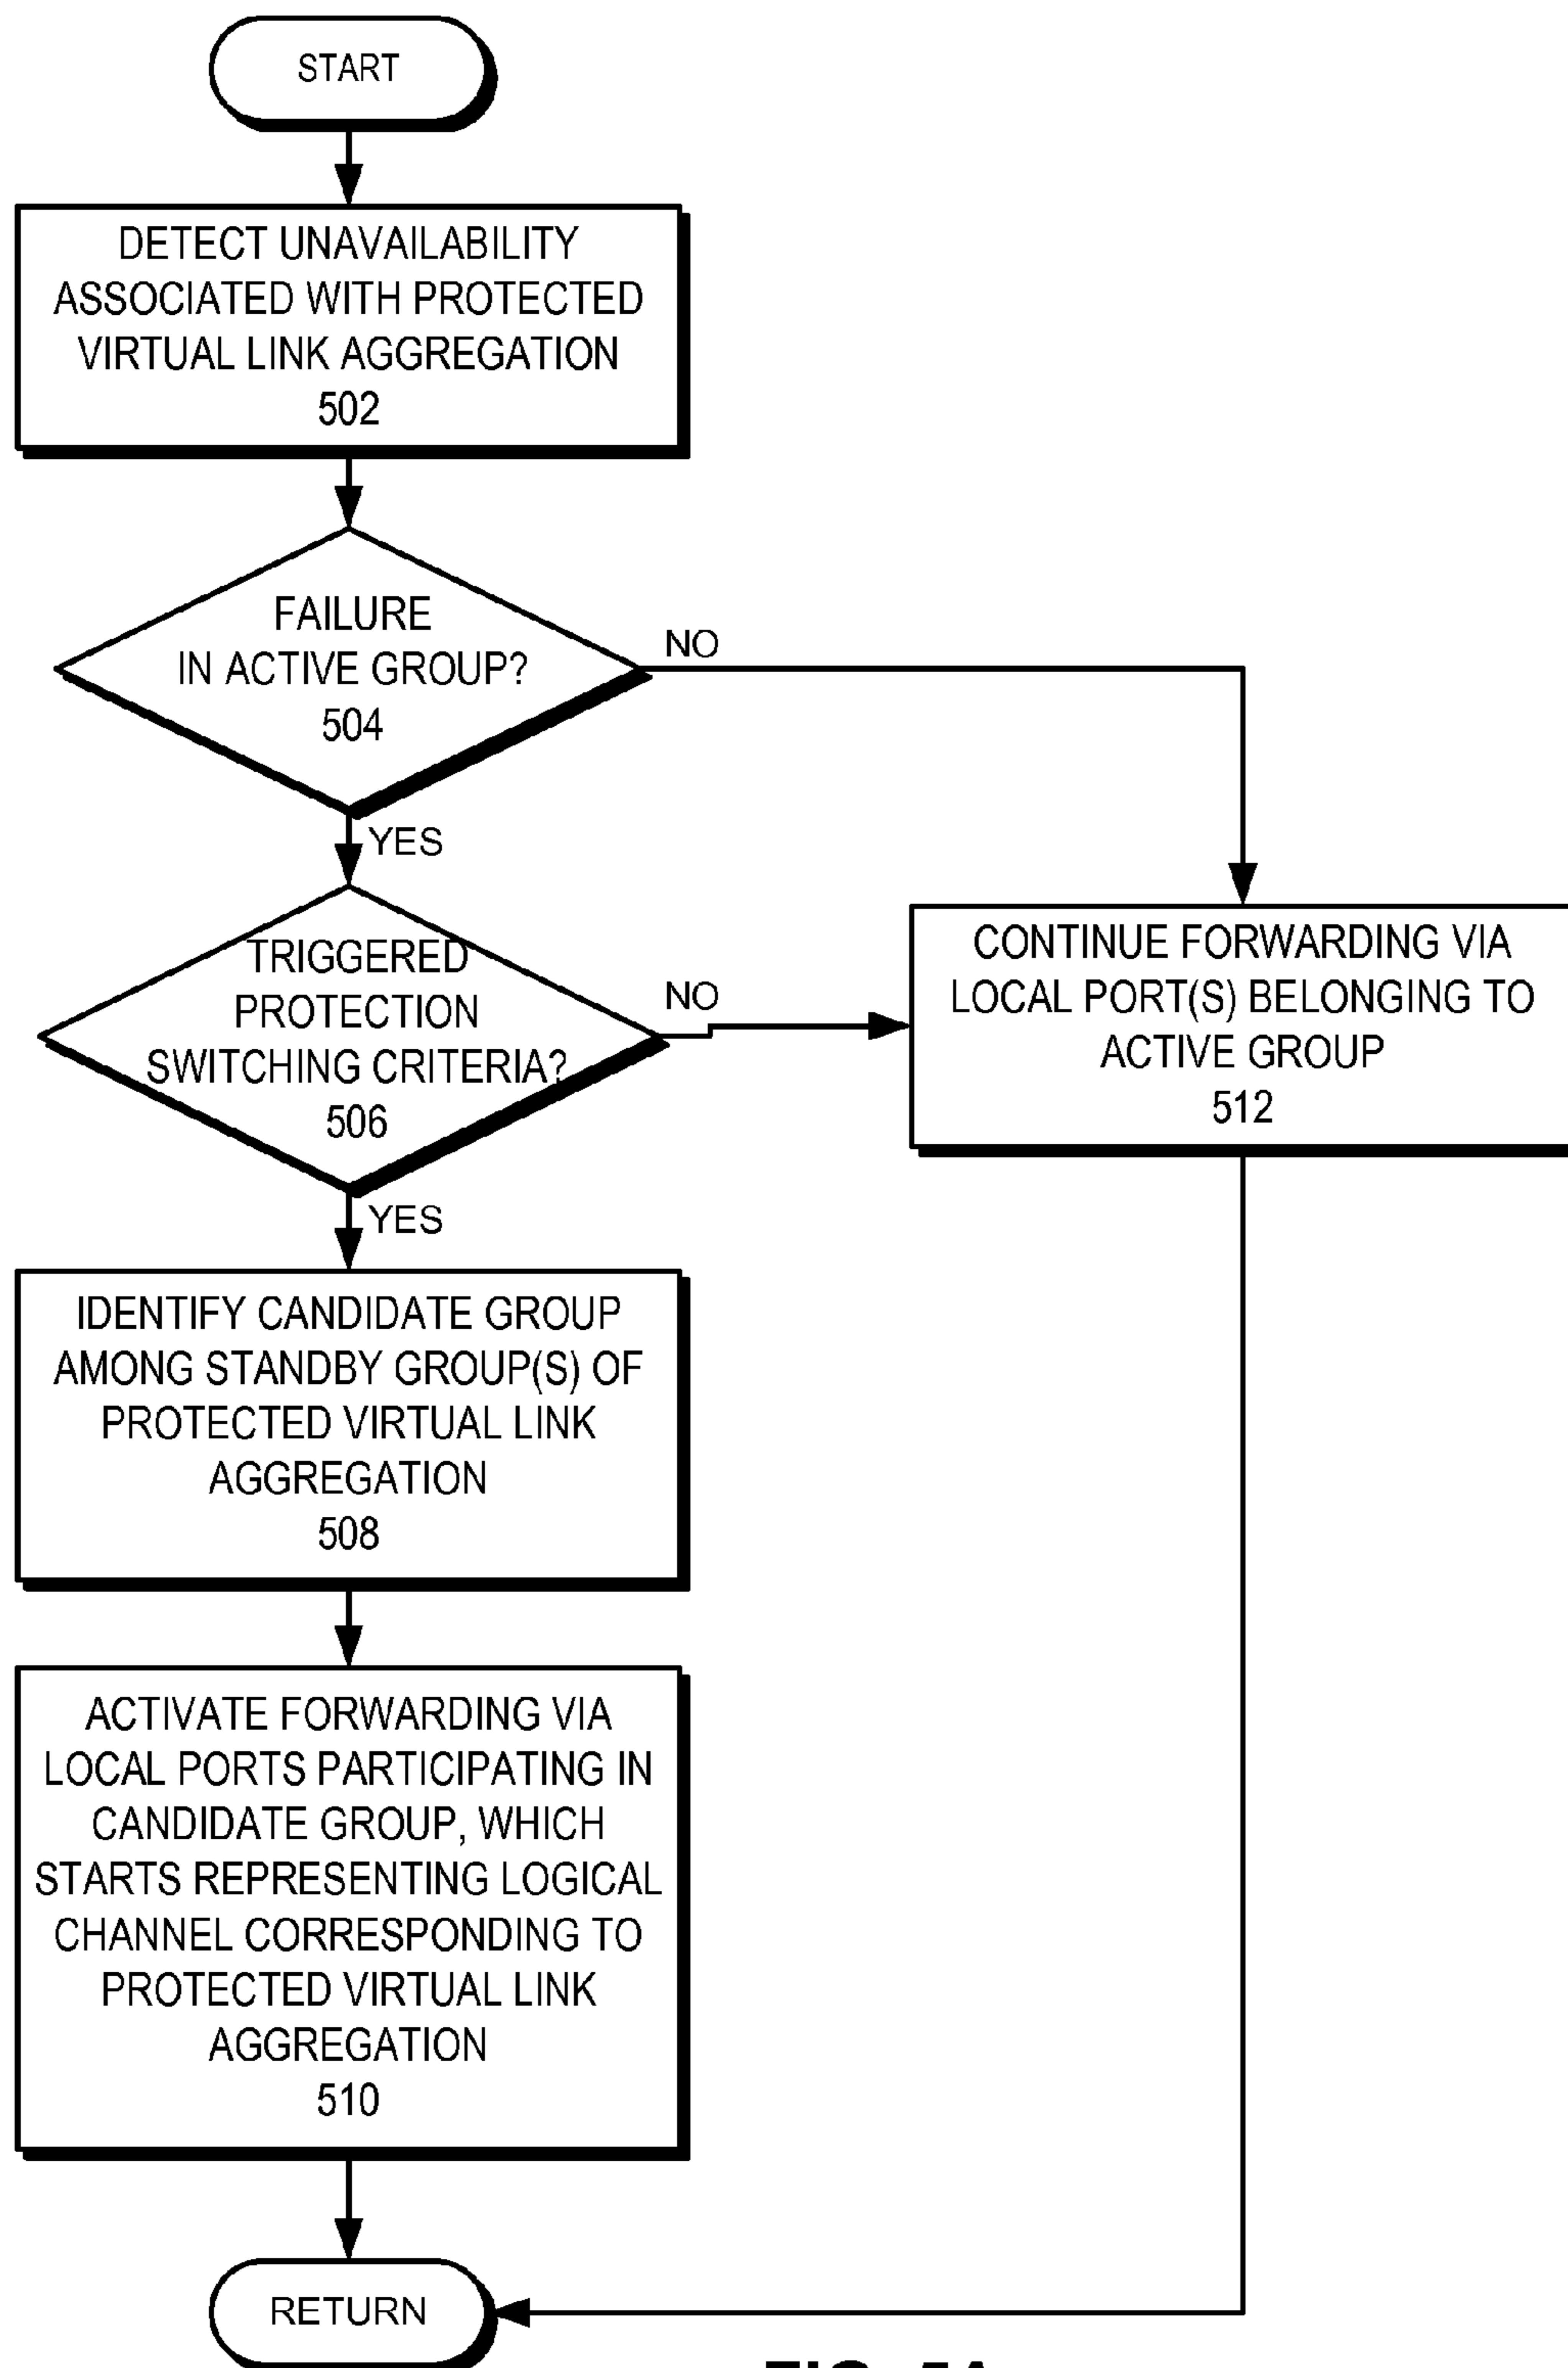 START
DETECT UNAVAILABILITY
ASSOCIATED WITH PROTECTED
VIRTUAL LINK AGGREGATION
502
FAILURE
IN ACTIVE GROUP?
504
NO
YES
TRIGGERED
PROTECTION
SWITCHING CRITERIA?
506
NO
CONTINUE FORWARDING VIA
LOCAL PORT(S) BELONGING TO
ACTIVE GROUP
512
YES
IDENTIFY CANDIDATE GROUP
AMONG STANDBY GROUP(S) OF
PROTECTED VIRTUAL LINK
AGGREGATION
508
ACTIVATE FORWARDING VIA
LOCAL PORTS PARTICIPATING IN
CANDIDATE GROUP, WHICH
STARTS REPRESENTING LOGICAL
CHANNEL CORRESPONDING TO
PROTECTED VIRTUAL LINK
AGGREGATION
510
RETURN